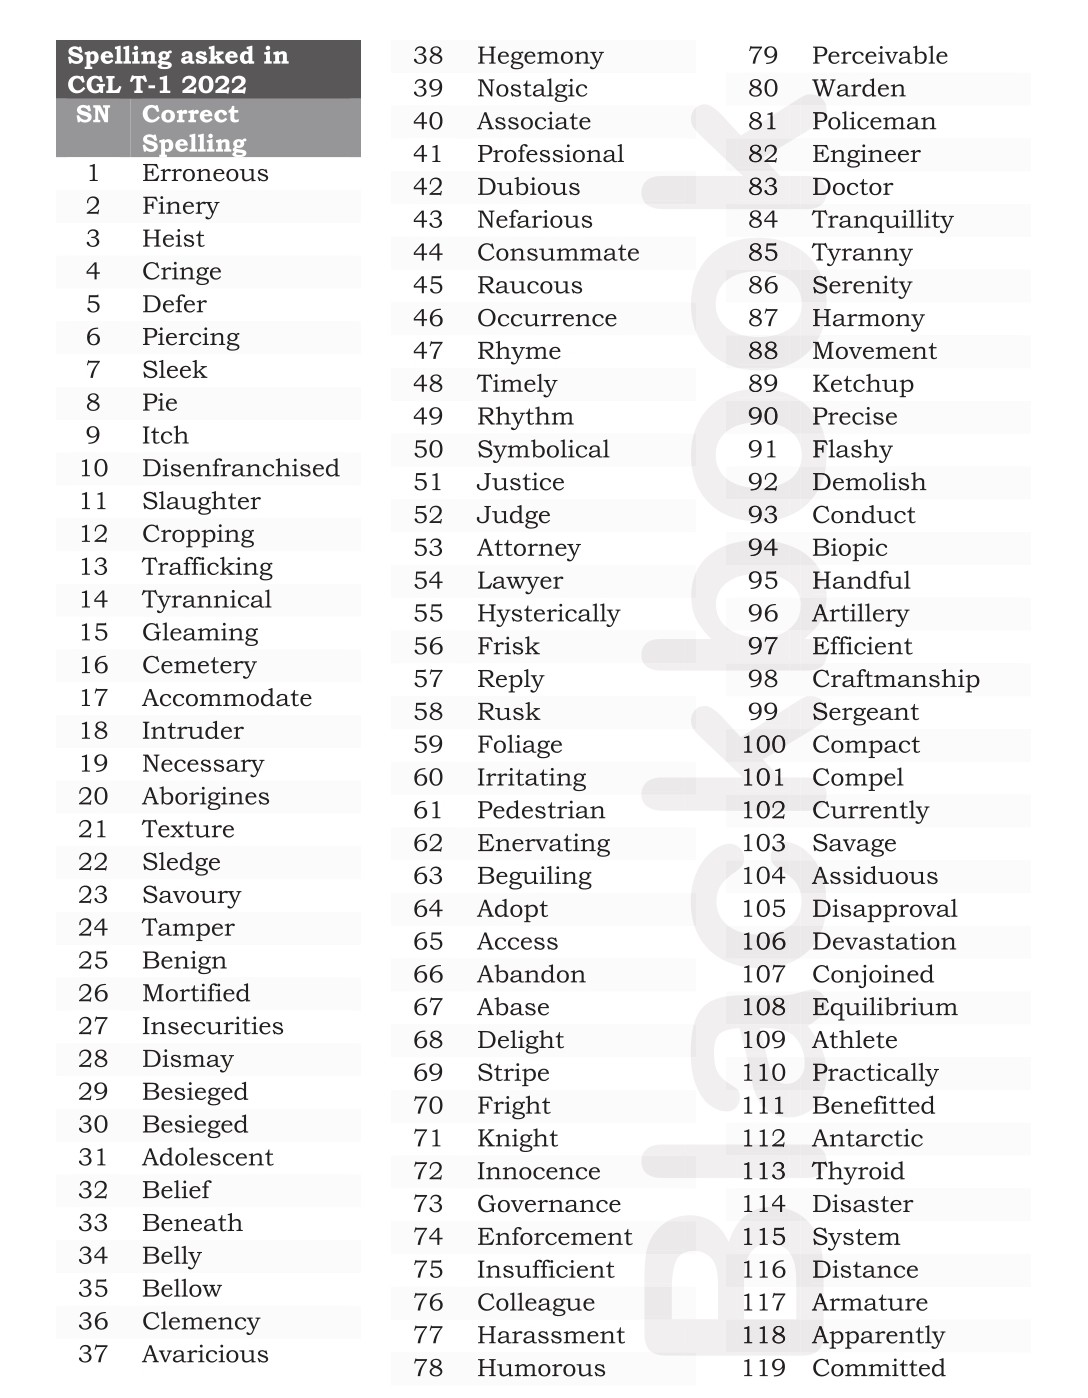 Spelling asked in
CGL T-1 2022
SN Correct
Spelling
1 Erroneous
2 Finery
3 Heist
4 Cringe
5 Defer
6 Piercing
7 Sleek
8 Pie
9 Itch
10 Disenfranchised
11 Slaughter
12 Cropping
13 Trafficking
14 Tyrannical
15 Gleaming
16 Cemetery
17 Accommodate
18 Intruder
19 Necessary
20 Aborigines
21 Texture
22 Sledge
23 Savoury
24 Tamper
25 Benign
26 Mortified
27 Insecurities
28 Dismay
29 Besieged
30 Besieged
31 Adolescent
32 Belief
33 Beneath
34 Belly
35 Bellow
36 Clemency
37 Avaricious
38 Hegemony
39 Nostalgic
40 Associate
41 Professional
42 Dubious
43 Nefarious
44 Consummate
45 Raucous
46 Occurrence
47 Rhyme
48 Timely
49 Rhythm
50 Symbolical
51 Justice
52 Judge
53 Attorney
54 Lawyer
55 Hysterically
56 Frisk
57 Reply
58 Rusk
59 Foliage
60 Irritating
61 Pedestrian
62 Enervating
63 Beguiling
64 Adopt
65 Access
66 Abandon
67 Abase
68 Delight
69 Stripe
70 Fright
71 Knight
72 Innocence
73 Governance
74 Enforcement
75 Insufficient
76 Colleague
77 Harassment
78 Humorous
79 Perceivable
80 Warden
81 Policeman
82 Engineer
83 Doctor
84 Tranquillity
85 Tyranny
86 Serenity
87 Harmony
88 Movement
89 Ketchup
90 Precise
91 Flashy
92 Demolish
93 Conduct
94 Biopic
95 Handful
96 Artillery
97 Efficient
98 Craftmanship
99 Sergeant
100 Compact
101 Compel
102 Currently
103 Savage
104 Assiduous
105 Disapproval
106 Devastation
107 Conjoined
108 Equilibrium
109 Athlete
110 Practically
111 Benefitted
112 Antarctic
113 Thyroid
114 Disaster
115 System
116 Distance
117 Armature
118 Apparently
119 Committed
Blackbook